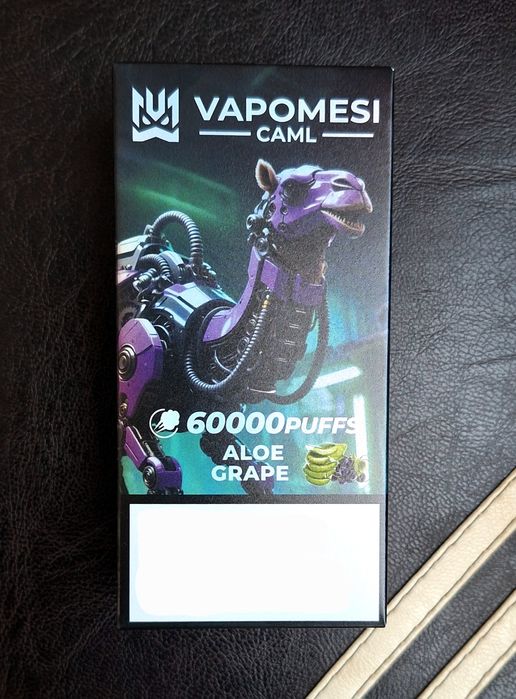 VAPOMESI
CAML
60000PUFFS
ALOE
GRAPE